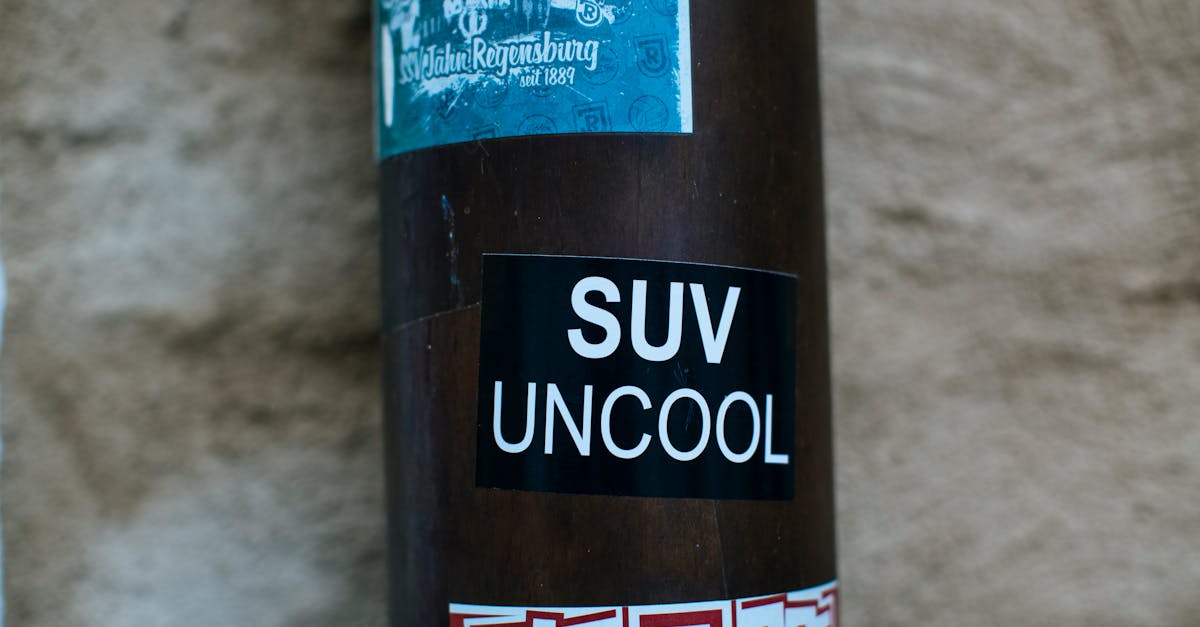 SSV Jahn Regensburg
seit 1889
SUV
UNCOOL